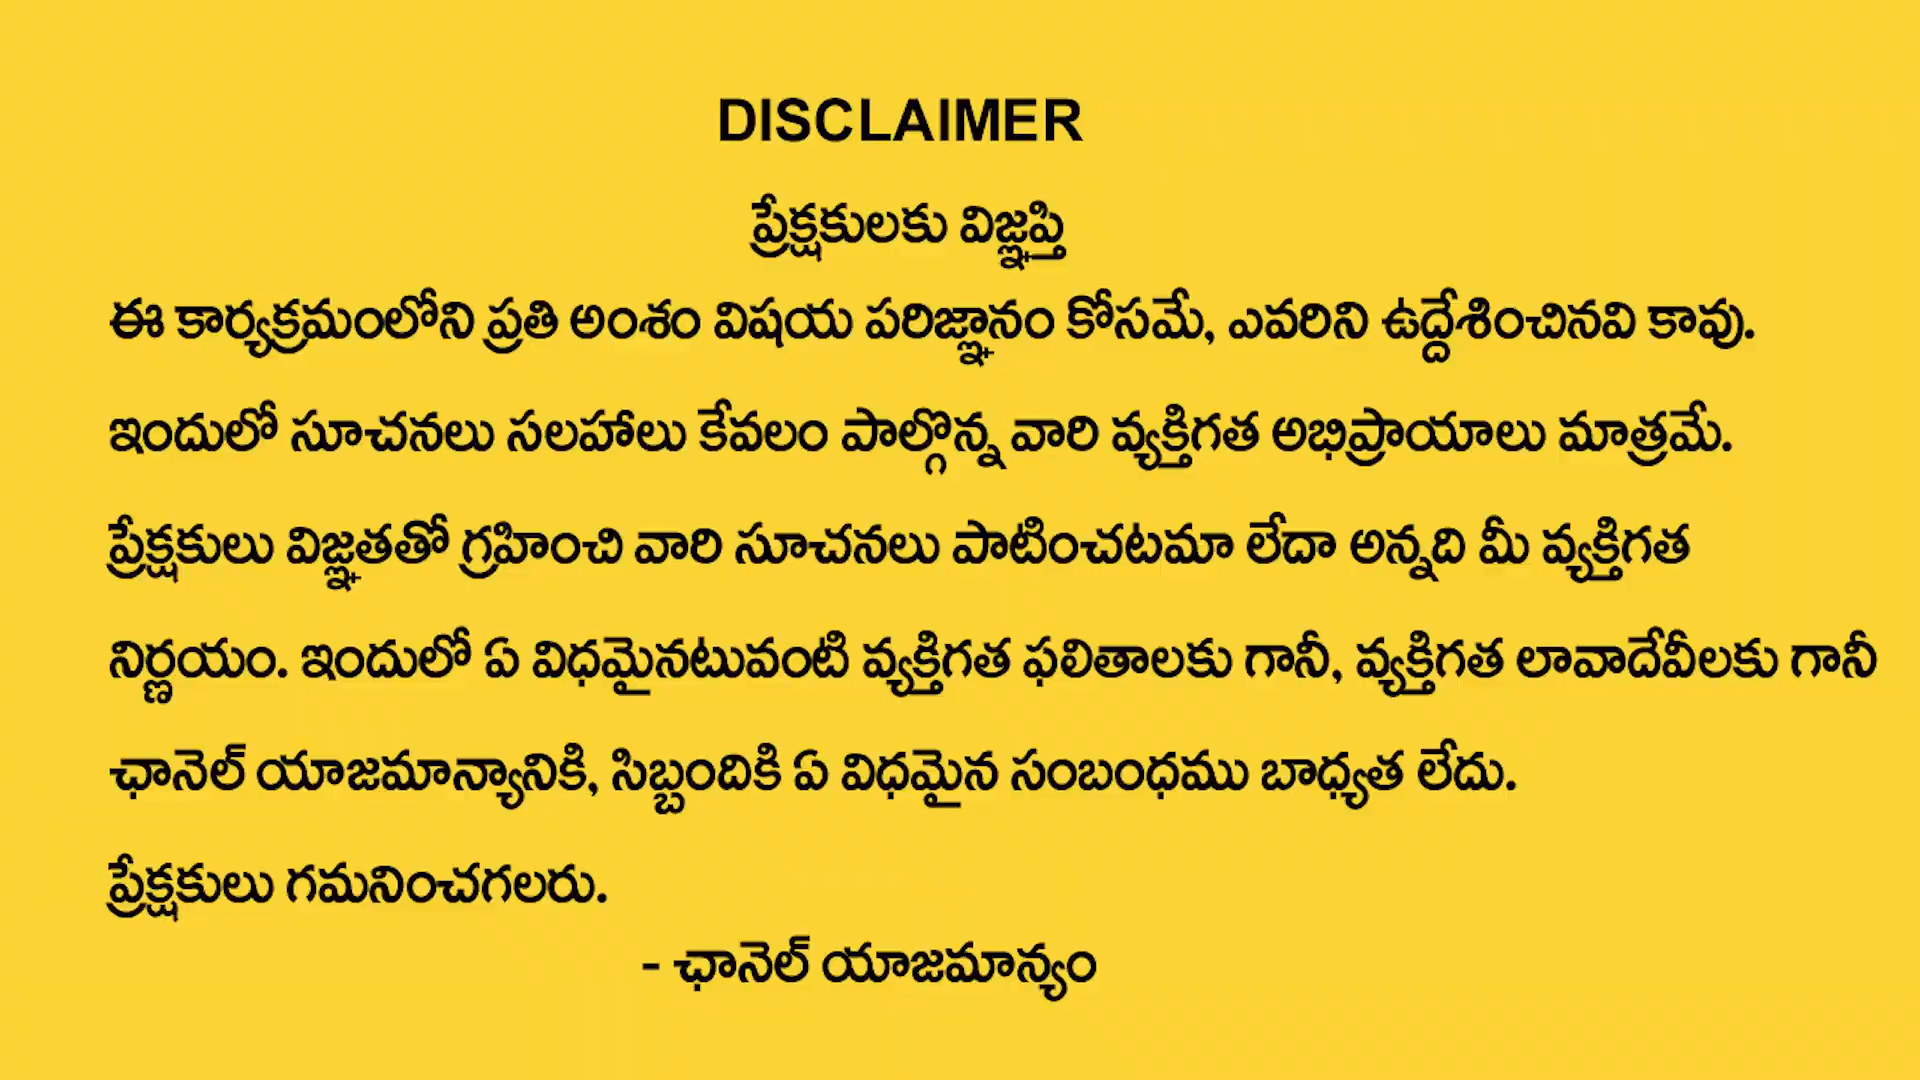 DISCLAIMER
ప్రేక్షకులకు విజ్ఞప్తి
ఈ కార్యక్రమంలోని ప్రతి అంశం విషయ పరిజ్ఞానం కోసమే, ఎవరిని ఉద్దేశించినవి కావు.
ఇందులో సూచనలు సలహాలు కేవలం పాల్గొన్న వారి వ్యక్తిగత అభిప్రాయాలు మాత్రమే.
ప్రేక్షకులు విజ్ఞతతో గ్రహించి వారి సూచనలు పాటించటమా లేదా అన్నది మీ వ్యక్తిగత
నిర్ణయం. ఇందులో ఏ విధమైనటువంటి వ్యక్తిగత ఫలితాలకు గానీ, వ్యక్తిగత లావాదేవీలకు గానీ
ఛానెల్ యాజమాన్యానికి, సిబ్బందికి ఏ విధమైన సంబంధము బాధ్యత లేదు.
ప్రేక్షకులు గమనించగలరు.
- ఛానెల్ యాజమాన్యం